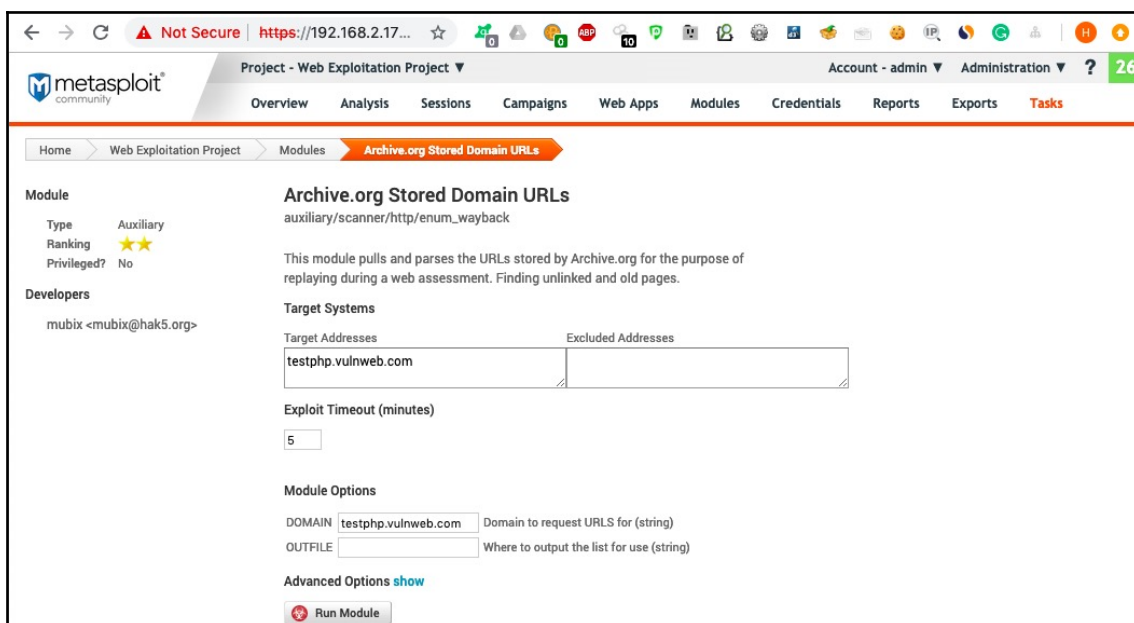 Not Secure https://192.168.2.17...
0 0 ABP 10 IP G H
metasploit®
community
Project - Web Exploitation Project ▼ Account - admin ▼ Administration ▼ ? 26
Overview Analysis Sessions Campaigns Web Apps Modules Credentials Reports Exports Tasks
Home Web Exploitation Project Modules Archive.org Stored Domain URLs
Module
Type Auxiliary
Ranking
Privileged? No
Developers
mubix <mubix@hak5.org>
Archive.org Stored Domain URLs
auxiliary/scanner/http/enum_wayback
This module pulls and parses the URLs stored by Archive.org for the purpose of
replaying during a web assessment. Finding unlinked and old pages.
Target Systems
Target Addresses Excluded Addresses
testphp.vulnweb.com
Exploit Timeout (minutes)
5
Module Options
DOMAIN testphp.vulnweb.com Domain to request URLS for (string)
OUTFILE Where to output the list for use (string)
Advanced Options show
Run Module